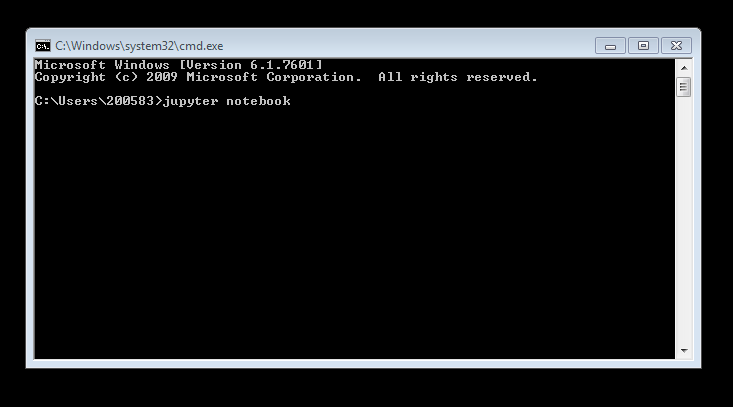 C:\Windows\system32\cmd.exe
Microsoft Windows [Version 6.1.7601]
Copyright (c) 2009 Microsoft Corporation.  All rights reserved.
C:\Users\200583>jupyter notebook